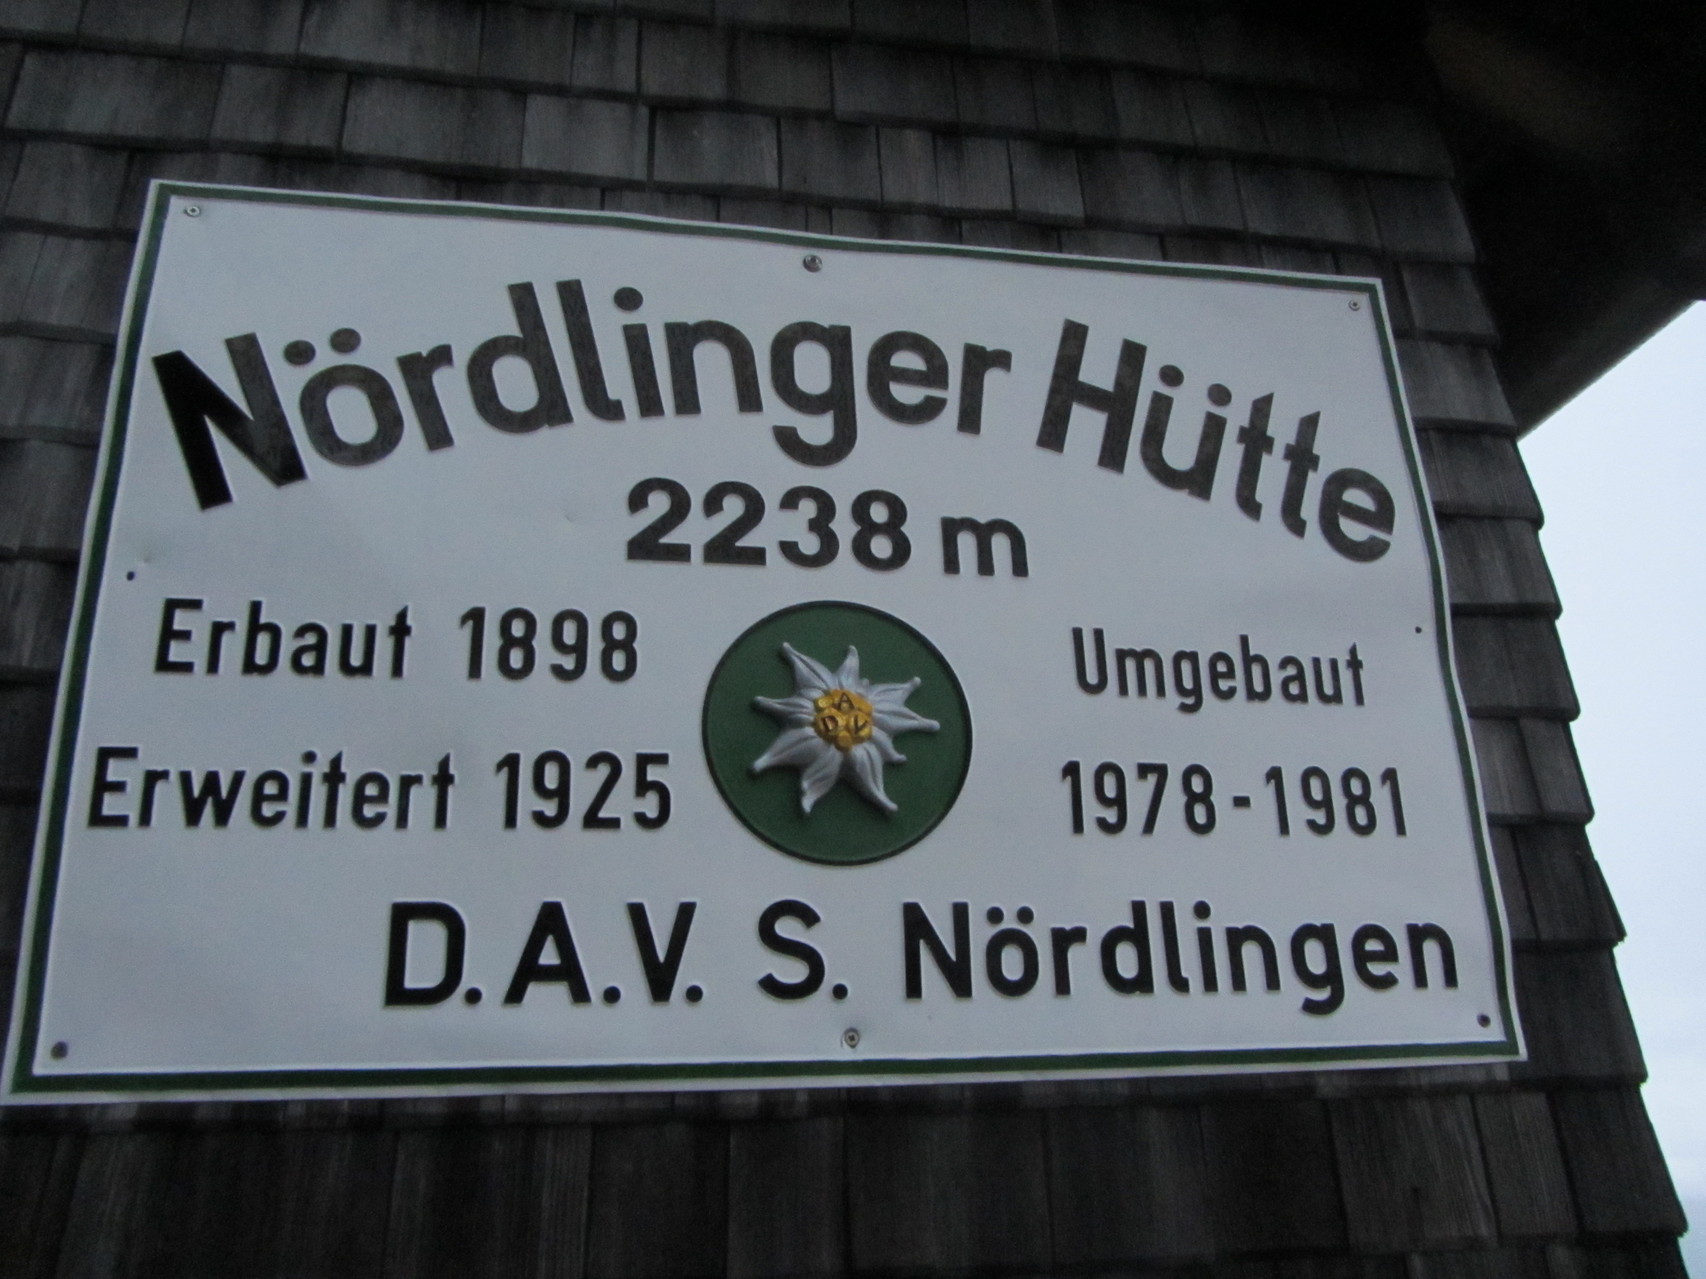 Nördlinger Hütte
2238 m
Erbaut 1898
Erweitert 1925
A
D V
Umgebaut
1978-1981
D.A.V. S. Nördlingen